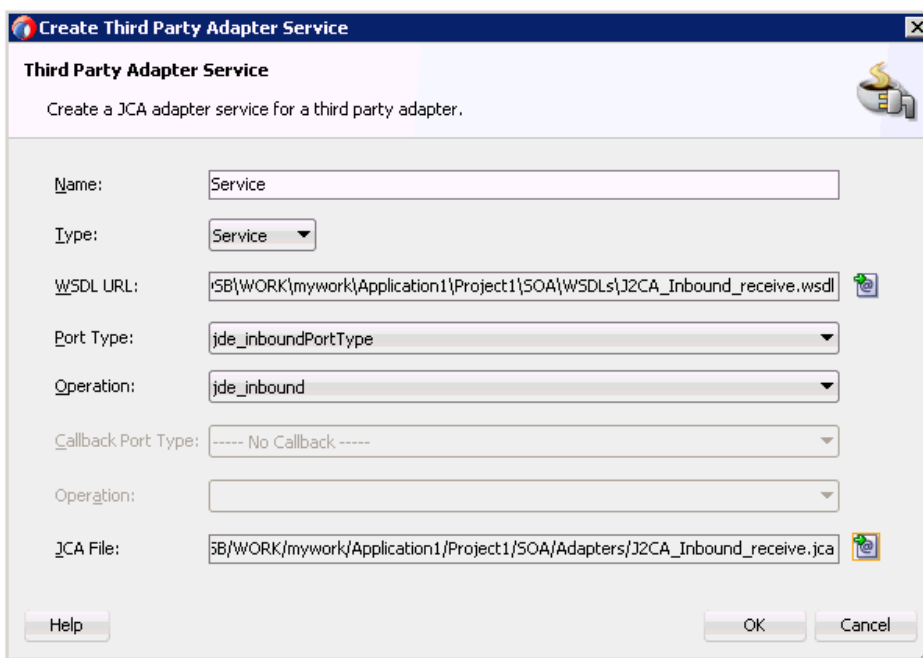 Create Third Party Adapter Service
Third Party Adapter Service
Create a JCA adapter service for a third party adapter.
Name: Service
Type: Service
WSDL URL: SB\WORK\mywork\Application1\Project1\SOA\WSDLs\J2CA_Inbound_receive.wsdl
Port Type: jde_inboundPortType
Operation: jde_inbound
Callback Port Type: ----- No Callback -----
Operation:
JCA File: SB/WORK/mywork/Application1/Project1/SOA/Adapters/J2CA_Inbound_receive.jca
Help OK Cancel